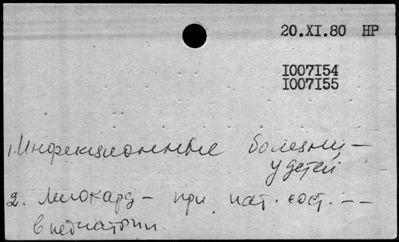 20.XI.80 НР
I007I54
I007I55
1. Инфекционные болезни —
у детей
2. Миокард — при пат. сост. --
в педиатрии.